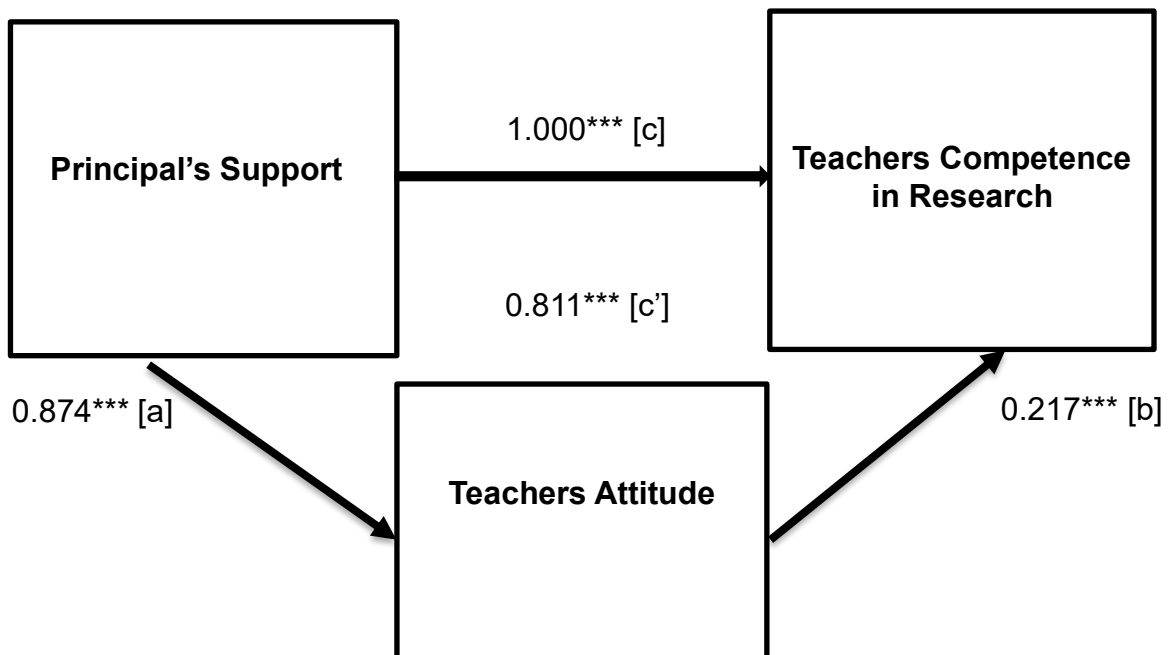 Principal’s Support
1.000*** [c]
Teachers Competence
in Research
0.811*** [c’]
0.874*** [a]
0.217*** [b]
Teachers Attitude